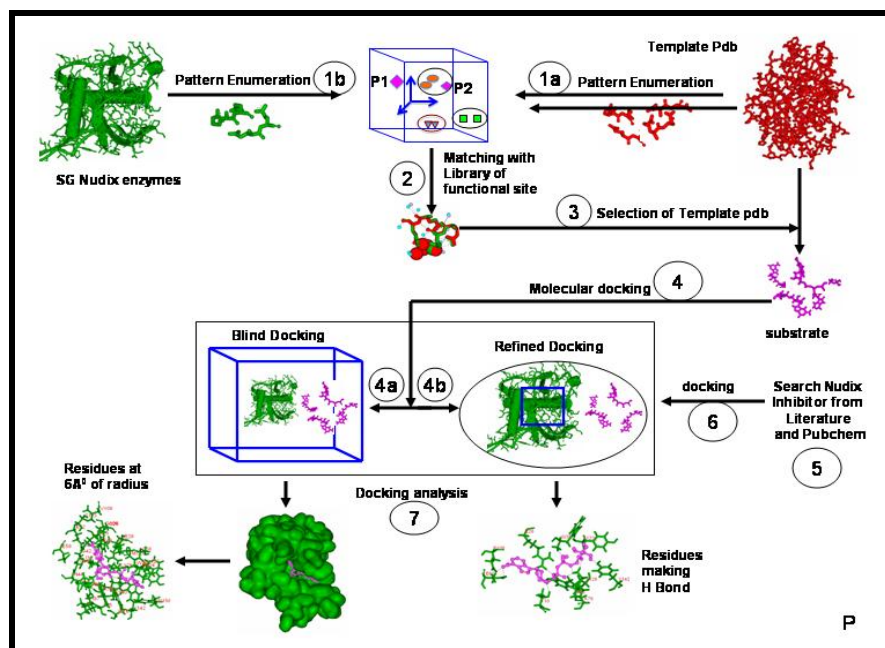 Template Pdb
Pattern Enumeration
1b
P1
P2
1a
Pattern Enumeration
SG Nudix enzymes
2
Matching with
Library of
functional site
3
Selection of Template pdb
Molecular docking
4
substrate
Blind Docking
Refined Docking
4a
4b
docking
6
Search Nudix
Inhibitor from
Literature
and Pubchem
5
Residues at
6A⁰ of radius
Docking analysis
7
Residues
making
H Bond
P